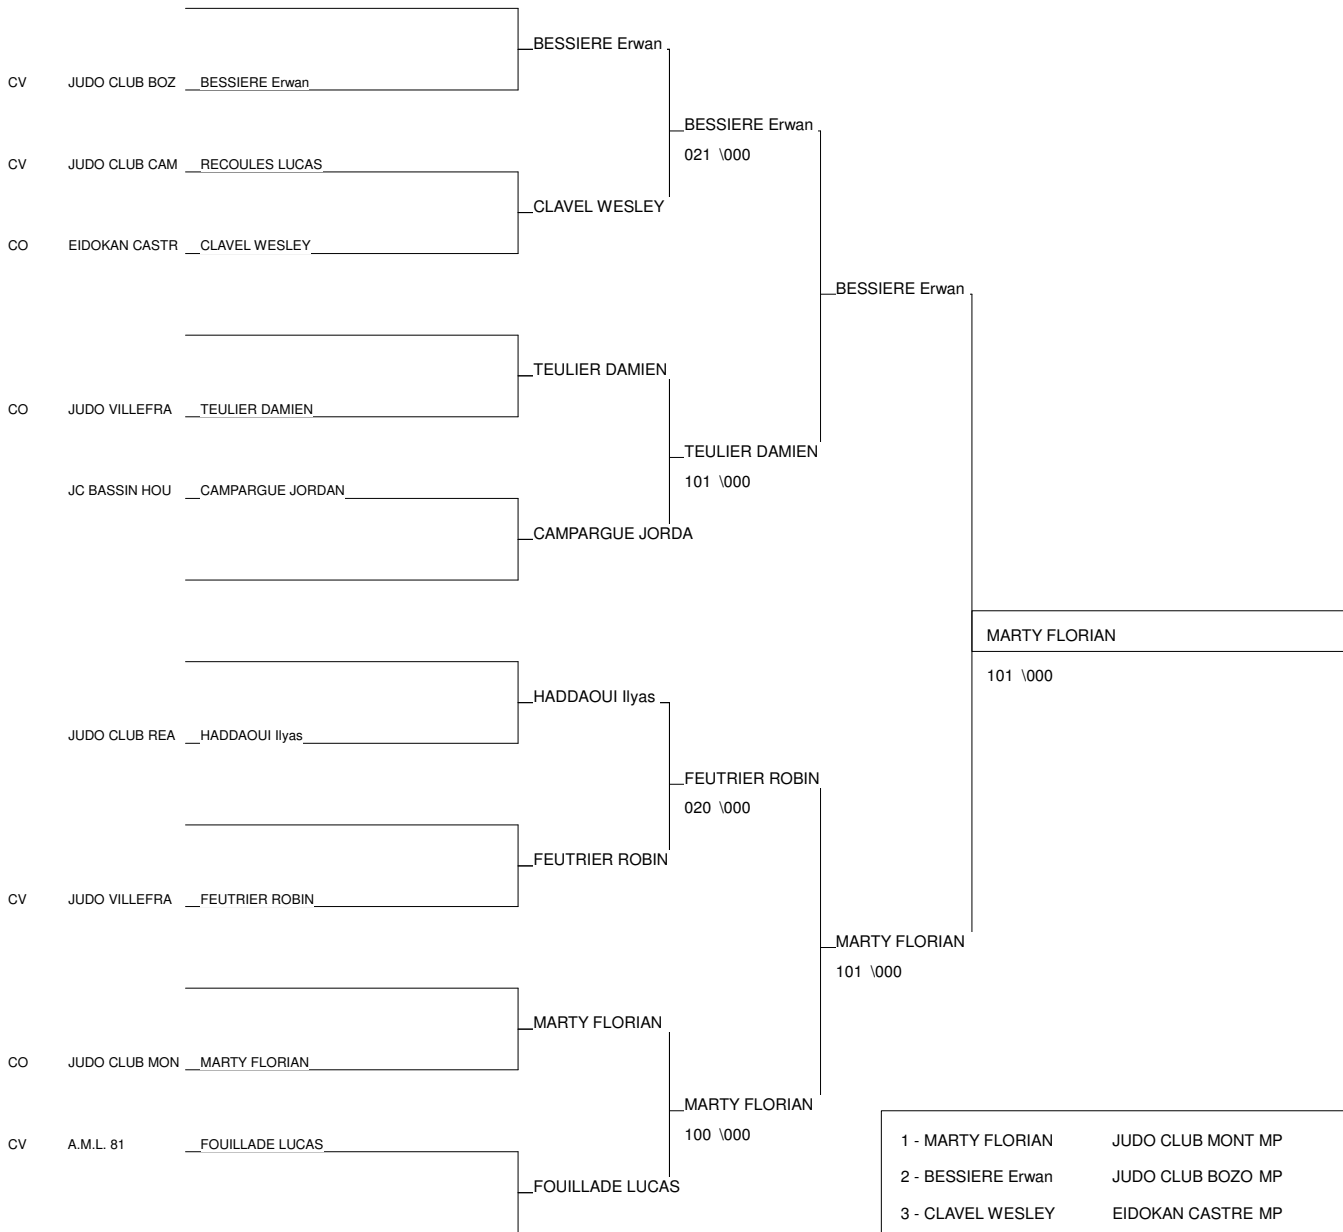 BESSIERE Erwan
CV JUDO CLUB BOZ BESSIERE Erwan
BESSIERE Erwan
021 \000
CV JUDO CLUB CAM RECOULES LUCAS
CLAVEL WESLEY
CO EIDOKAN CASTR CLAVEL WESLEY
BESSIERE Erwan
TEULIER DAMIEN
CO JUDO VILLEFRA TEULIER DAMIEN
TEULIER DAMIEN
101 \000
JC BASSIN HOU CAMPARGUE JORDAN
CAMPARGUE JORDA
MARTY FLORIAN
101 \000
HADDAOUI Ilyas
JUDO CLUB REA HADDAOUI Ilyas
FEUTRIER ROBIN
020 \000
FEUTRIER ROBIN
CV JUDO VILLEFRA FEUTRIER ROBIN
MARTY FLORIAN
101 \000
MARTY FLORIAN
CO JUDO CLUB MON MARTY FLORIAN
MARTY FLORIAN
100 \000
CV A.M.L. 81 FOUILLADE LUCAS
FOUILLADE LUCAS
1 - MARTY FLORIAN JUDO CLUB MONT MP
2 - BESSIERE Erwan JUDO CLUB BOZO MP
3 - CLAVEL WESLEY EIDOKAN CASTRE MP